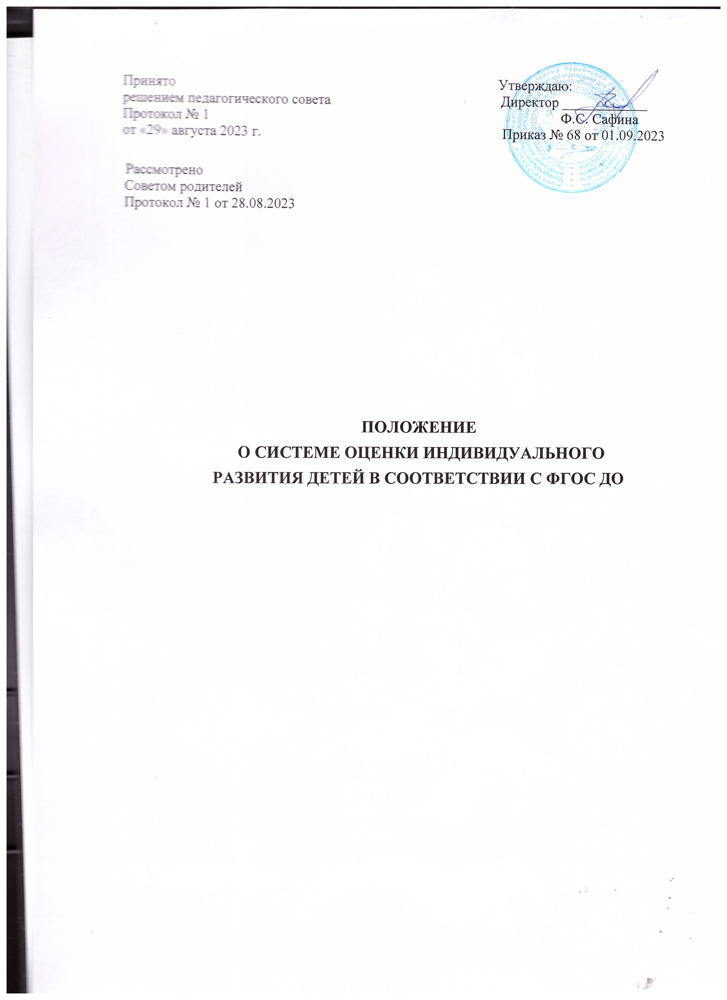 Принято
решением педагогического совета
Протокол № 1
от «29» августа 2023 г.
Рассмотрено
Советом родителей
Протокол № 1 от 28.08.2023
Утверждаю:
Директор ____________
Ф.С. Сафина
Приказ № 68 от 01.09.2023
ПОЛОЖЕНИЕ
О СИСТЕМЕ ОЦЕНКИ ИНДИВИДУАЛЬНОГО
РАЗВИТИЯ ДЕТЕЙ В СООТВЕТСТВИИ С ФГОС ДО